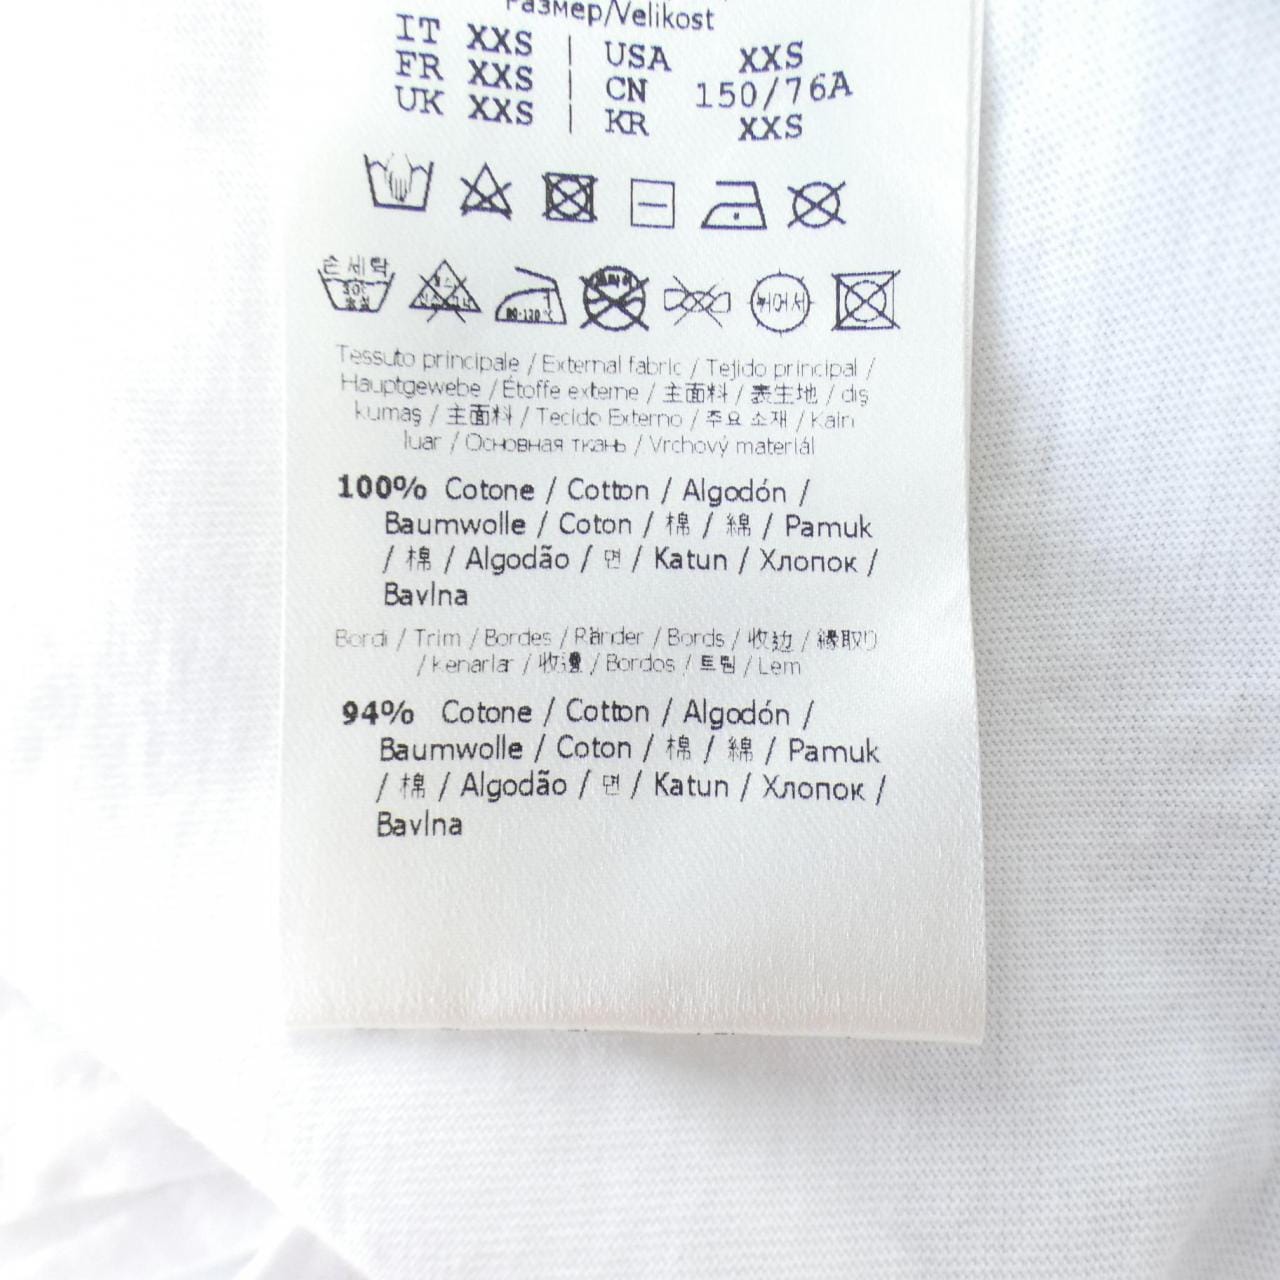 Размер/Velikost
IT XXS | USA XXS
FR XXS | CN 150/76A
UK XXS | KR XXS
손세탁
80-120℃
뉘어서
Tessuto principale / External fabric / Tejido principal /
Hauptgewebe / Étoffe externe / 主面料 / 表生地 / dış
kumaş / 主面料 / Tecido Externo / 주요 소재 / Kain
luar / Основная ткань / Vrchový materiál
100% Cotone / Cotton / Algodón /
Baumwolle / Coton / 棉 / 綿 / Pamuk
/ 棉 / Algodão / 면 / Katun / Хлопок /
Bavlna
Bordi / Trim / Bordes / Ränder / Bords / 收边 / 縁取り
/ kenarlar / 收邊 / Bordos / 트림 / Lem
94% Cotone / Cotton / Algodón /
Baumwolle / Coton / 棉 / 綿 / Pamuk
/ 棉 / Algodão / 면 / Katun / Хлопок /
Bavlna